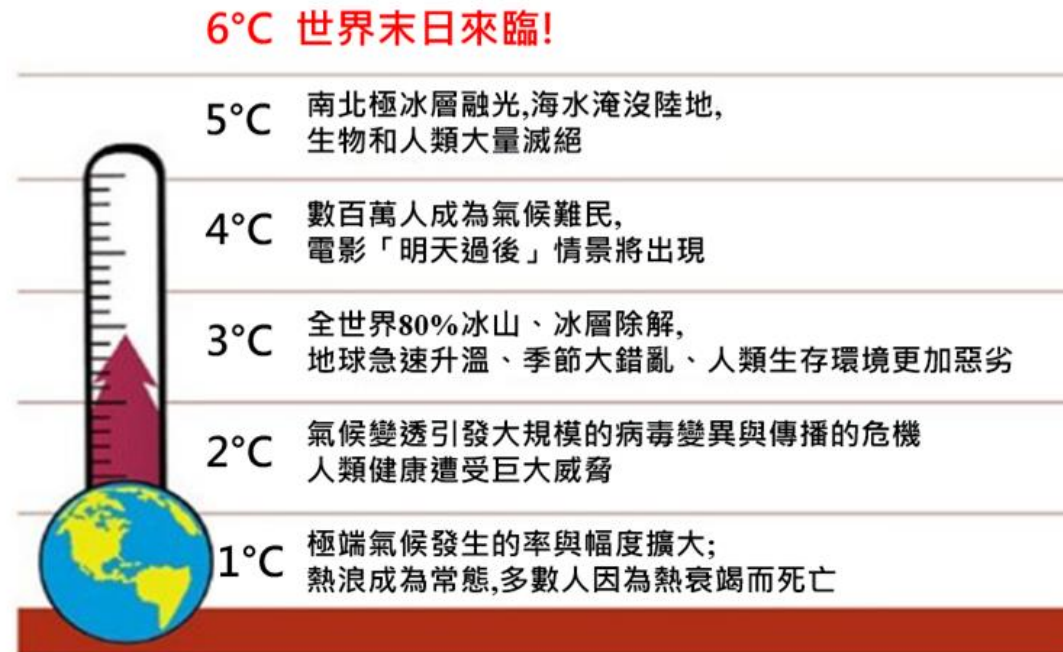 6°C 世界末日來臨!
5°C 南北極冰層融光,海水淹沒陸地,
生物和人類大量滅絕
4°C 數百萬人成為氣候難民,
電影「明天過後」情景將出現
3°C 全世界80%冰山、冰層除解,
地球急速升溫、季節大錯亂、人類生存環境更加惡劣
2°C 氣候變透引發大規模的病毒變異與傳播的危機
人類健康遭受巨大威脅
1°C 極端氣候發生的率與幅度擴大;
熱浪成為常態,多數人因為熱衰竭而死亡